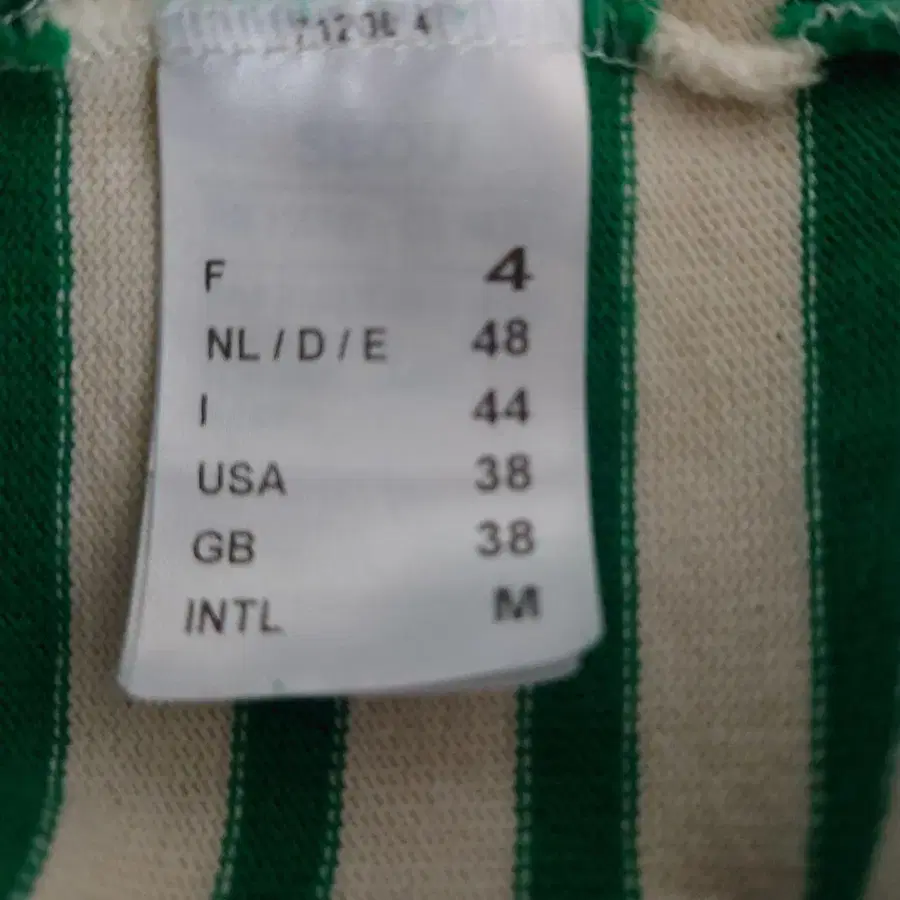 F 4
NL / D / E 48
I 44
USA 38
GB 38
INTL M